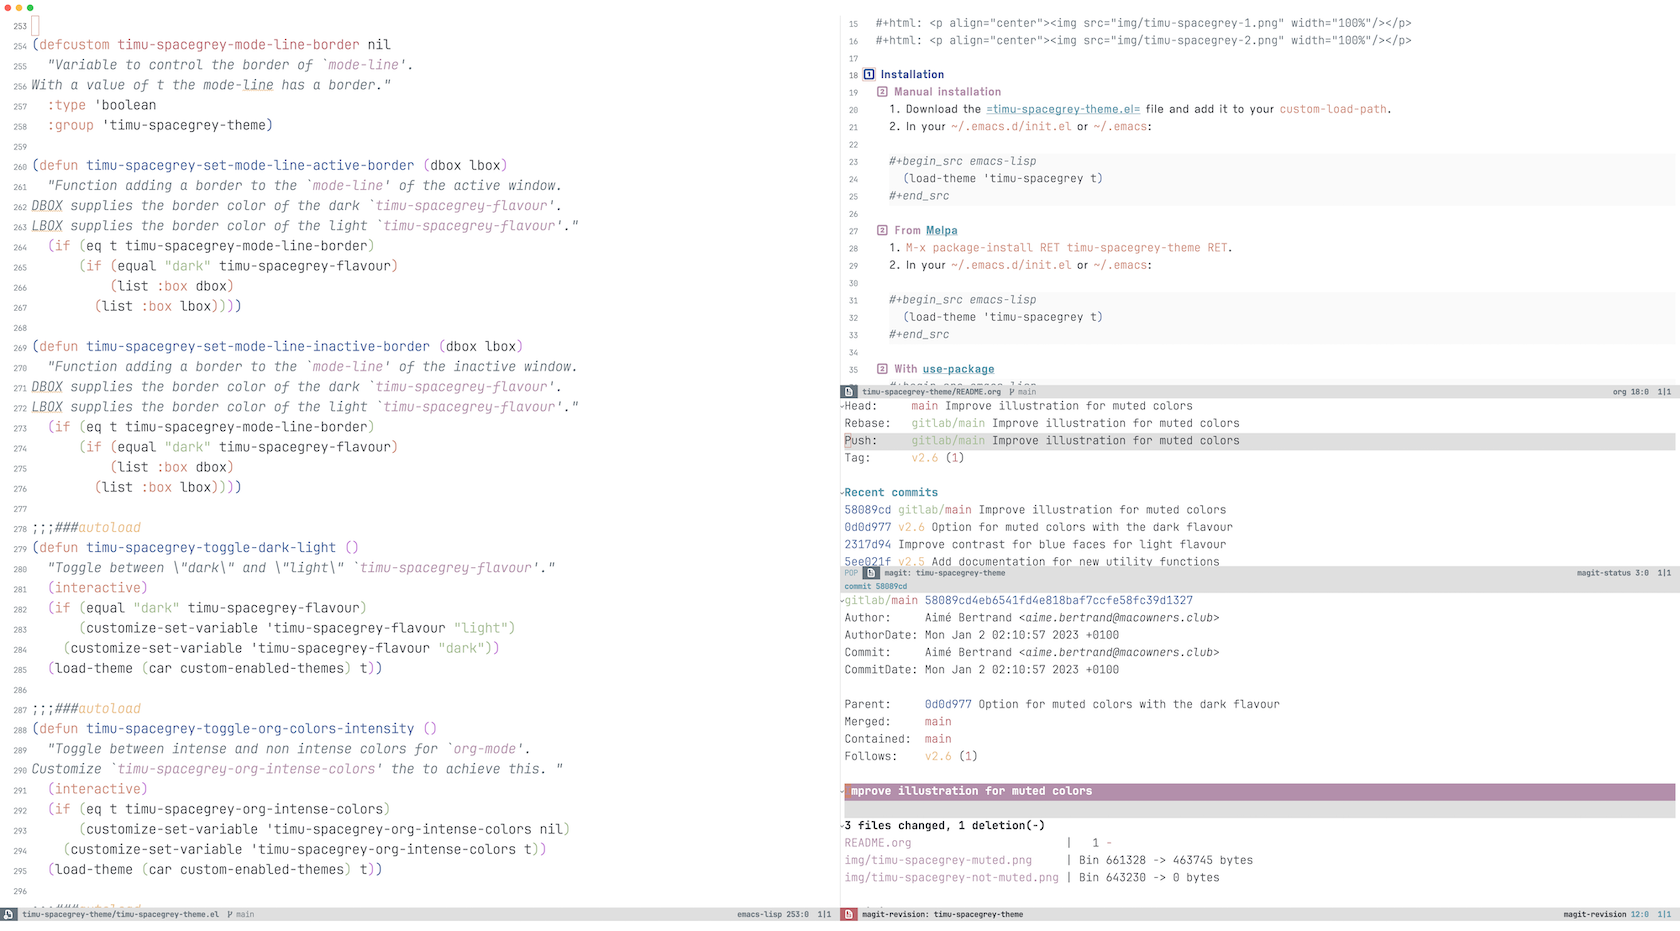 253
254 (defcustom timu-spacegrey-mode-line-border nil
255   "Variable to control the border of `mode-line'.
256 With a value of t the mode-line has a border."
257   :type 'boolean
258   :group 'timu-spacegrey-theme)
259
260 (defun timu-spacegrey-set-mode-line-active-border (dbox lbox)
261   "Function adding a border to the `mode-line' of the active window.
262 DBOX supplies the border color of the dark `timu-spacegrey-flavour'.
263 LBOX supplies the border color of the light `timu-spacegrey-flavour'."
264   (if (eq t timu-spacegrey-mode-line-border)
265       (if (equal "dark" timu-spacegrey-flavour)
266           (list :box dbox)
267         (list :box lbox))))
268
269 (defun timu-spacegrey-set-mode-line-inactive-border (dbox lbox)
270   "Function adding a border to the `mode-line' of the inactive window.
271 DBOX supplies the border color of the dark `timu-spacegrey-flavour'.
272 LBOX supplies the border color of the light `timu-spacegrey-flavour'."
273   (if (eq t timu-spacegrey-mode-line-border)
274       (if (equal "dark" timu-spacegrey-flavour)
275           (list :box dbox)
276         (list :box lbox))))
277
278 ;;;###autoload
279 (defun timu-spacegrey-toggle-dark-light ()
280   "Toggle between \"dark\" and \"light\" `timu-spacegrey-flavour'."
281   (interactive)
282   (if (equal "dark" timu-spacegrey-flavour)
283       (customize-set-variable 'timu-spacegrey-flavour "light")
284     (customize-set-variable 'timu-spacegrey-flavour "dark"))
285   (load-theme (car custom-enabled-themes) t))
286
287 ;;;###autoload
288 (defun timu-spacegrey-toggle-org-colors-intensity ()
289   "Toggle between intense and non intense colors for `org-mode'.
290 Customize `timu-spacegrey-org-intense-colors' the to achieve this. "
291   (interactive)
292   (if (eq t timu-spacegrey-org-intense-colors)
293       (customize-set-variable 'timu-spacegrey-org-intense-colors nil)
294     (customize-set-variable 'timu-spacegrey-org-intense-colors t))
295   (load-theme (car custom-enabled-themes) t))
296
;;;###autoload
timu-spacegrey-theme/timu-spacegrey-theme.el main emacs-lisp 253:0 1|1
15 #+html: <p align="center"><img src="img/timu-spacegrey-1.png" width="100%"/></p>
16 #+html: <p align="center"><img src="img/timu-spacegrey-2.png" width="100%"/></p>
17
18 1 Installation
19 2 Manual installation
20 1. Download the =timu-spacegrey-theme.el= file and add it to your custom-load-path.
21 2. In your ~/.emacs.d/init.el or ~/.emacs:
22
23 #+begin_src emacs-lisp
24   (load-theme 'timu-spacegrey t)
25 #+end_src
26
27 2 From Melpa
28 1. M-x package-install RET timu-spacegrey-theme RET.
29 2. In your ~/.emacs.d/init.el or ~/.emacs:
30
31 #+begin_src emacs-lisp
32   (load-theme 'timu-spacegrey t)
33 #+end_src
34
35 2 With use-package
#+begin_src emacs-lisp
timu-spacegrey-theme/README.org main org 18:0 1|1
Head:     main Improve illustration for muted colors
Rebase:   gitlab/main Improve illustration for muted colors
Push:     gitlab/main Improve illustration for muted colors
Tag:      v2.6 (1)
Recent commits
58089cd gitlab/main Improve illustration for muted colors
0d0d977 v2.6 Option for muted colors with the dark flavour
2317d94 Improve contrast for blue faces for light flavour
5ee021f v2.5 Add documentation for new utility functions
POP magit: timu-spacegrey-theme magit-status 3:0 1|1
commit 58089cd
gitlab/main 58089cd4eb6541fd4e818baf7ccfe58fc39d1327
Author:     Aimé Bertrand <aime.bertrand@macowners.club>
AuthorDate: Mon Jan 2 02:10:57 2023 +0100
Commit:     Aimé Bertrand <aime.bertrand@macowners.club>
CommitDate: Mon Jan 2 02:10:57 2023 +0100
Parent:     0d0d977 Option for muted colors with the dark flavour
Merged:     main
Contained:  main
Follows:    v2.6 (1)
mprove illustration for muted colors
3 files changed, 1 deletion(-)
README.org                      |   1 -
img/timu-spacegrey-muted.png     | Bin 661328 -> 463745 bytes
img/timu-spacegrey-not-muted.png | Bin 643230 -> 0 bytes
magit-revision: timu-spacegrey-theme magit-revision 12:0 1|1